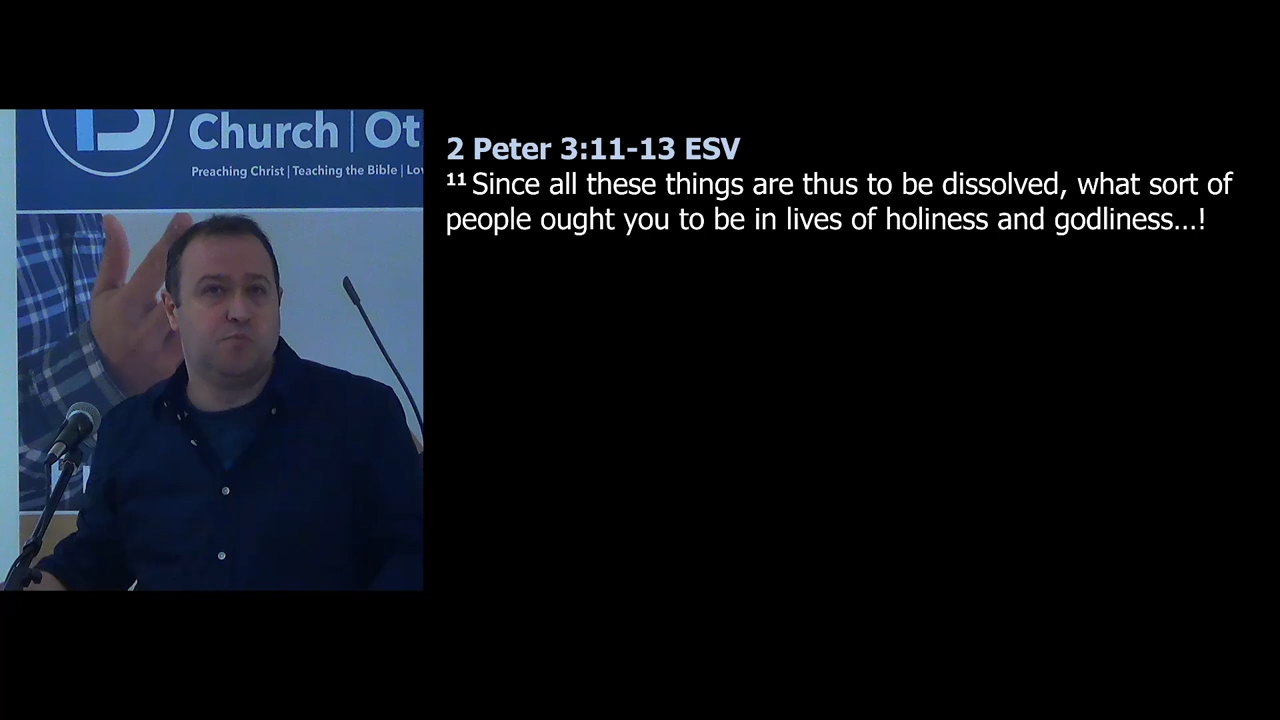 Church | Ot
Preaching Christ | Teaching the Bible | Lov
2 Peter 3:11-13 ESV
11 Since all these things are thus to be dissolved, what sort of
people ought you to be in lives of holiness and godliness...!